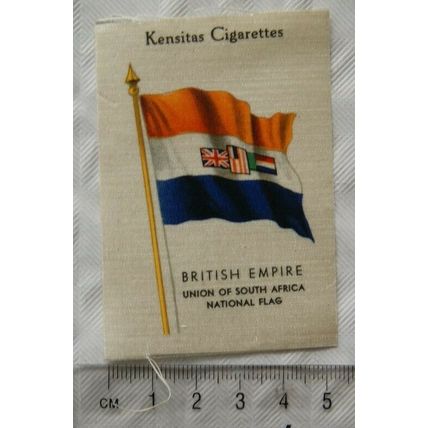 Kensitas Cigarettes
BRITISH EMPIRE
UNION OF SOUTH AFRICA
NATIONAL FLAG
CM 1 2 3 4 5